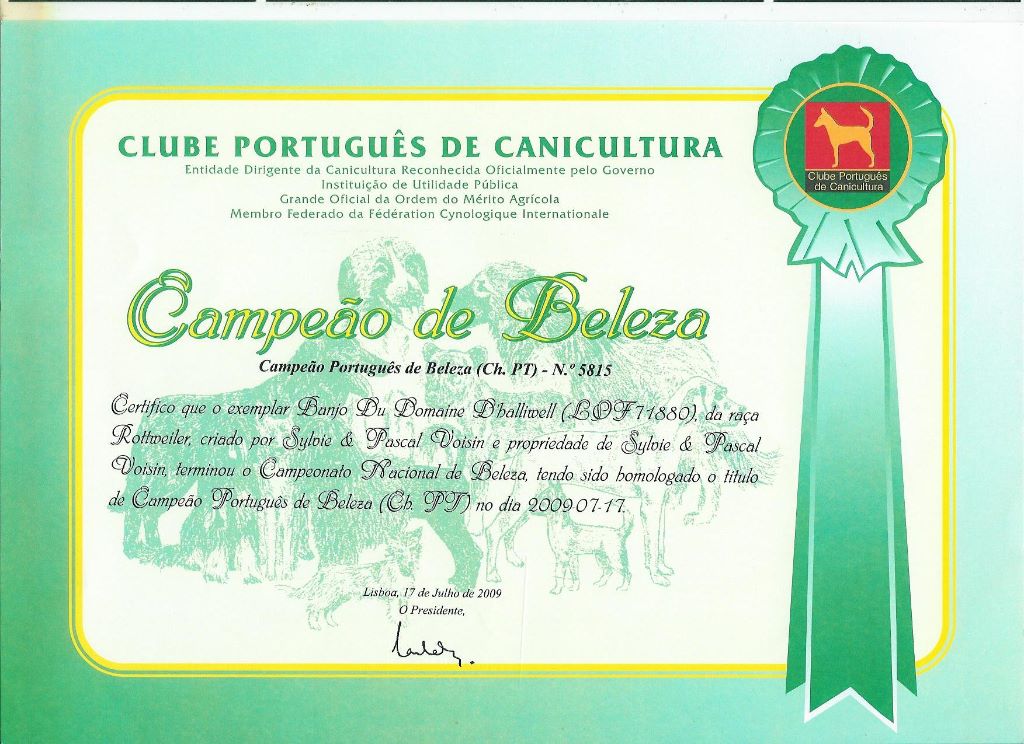 CLUBE PORTUGUÊS DE CANICULTURA
Entidade Dirigente da Canicultura Reconhecida Oficialmente pelo Governo
Instituição de Utilidade Pública
Grande Oficial da Ordem do Mérito Agrícola
Membro Federado da Fédération Cynologique Internationale
Clube Português
de Canicultura
Campeão de Beleza
Campeão Português de Beleza (Ch. PT) - N.º 5815
Certifico que o exemplar Banjo Du Domaine D'halliwell (LOF71880), da raça
Rottweiler, criado por Sylbie & Pascal Voisin e propriedade de Sylbie & Pascal
Voisin, terminou o Campeonato Nacional de Beleza, tendo sido homologado o título
de Campeão Português de Beleza (Ch. PT) no dia 2009-07-17.
Lisboa, 17 de Julho de 2009
O Presidente,